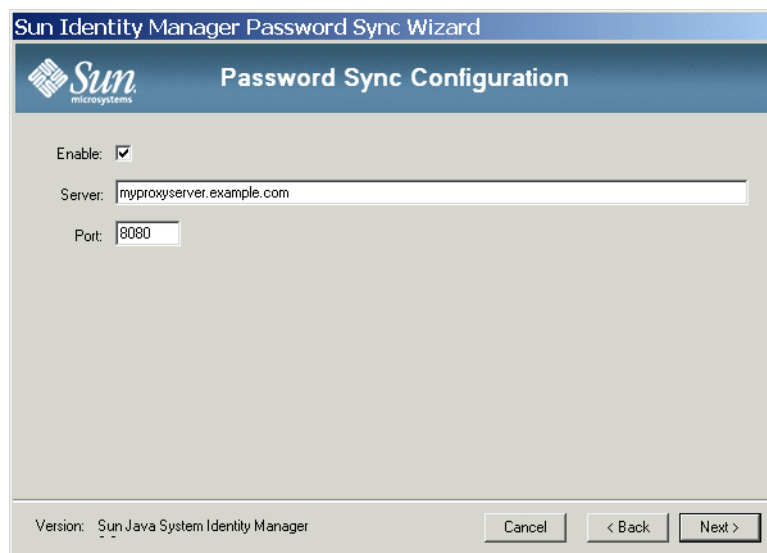 Sun Identity Manager Password Sync Wizard
Sun
microsystems
Password Sync Configuration
Enable:
Server: myproxyserver.example.com
Port: 8080
Version: Sun Java System Identity Manager
Cancel < Back Next >